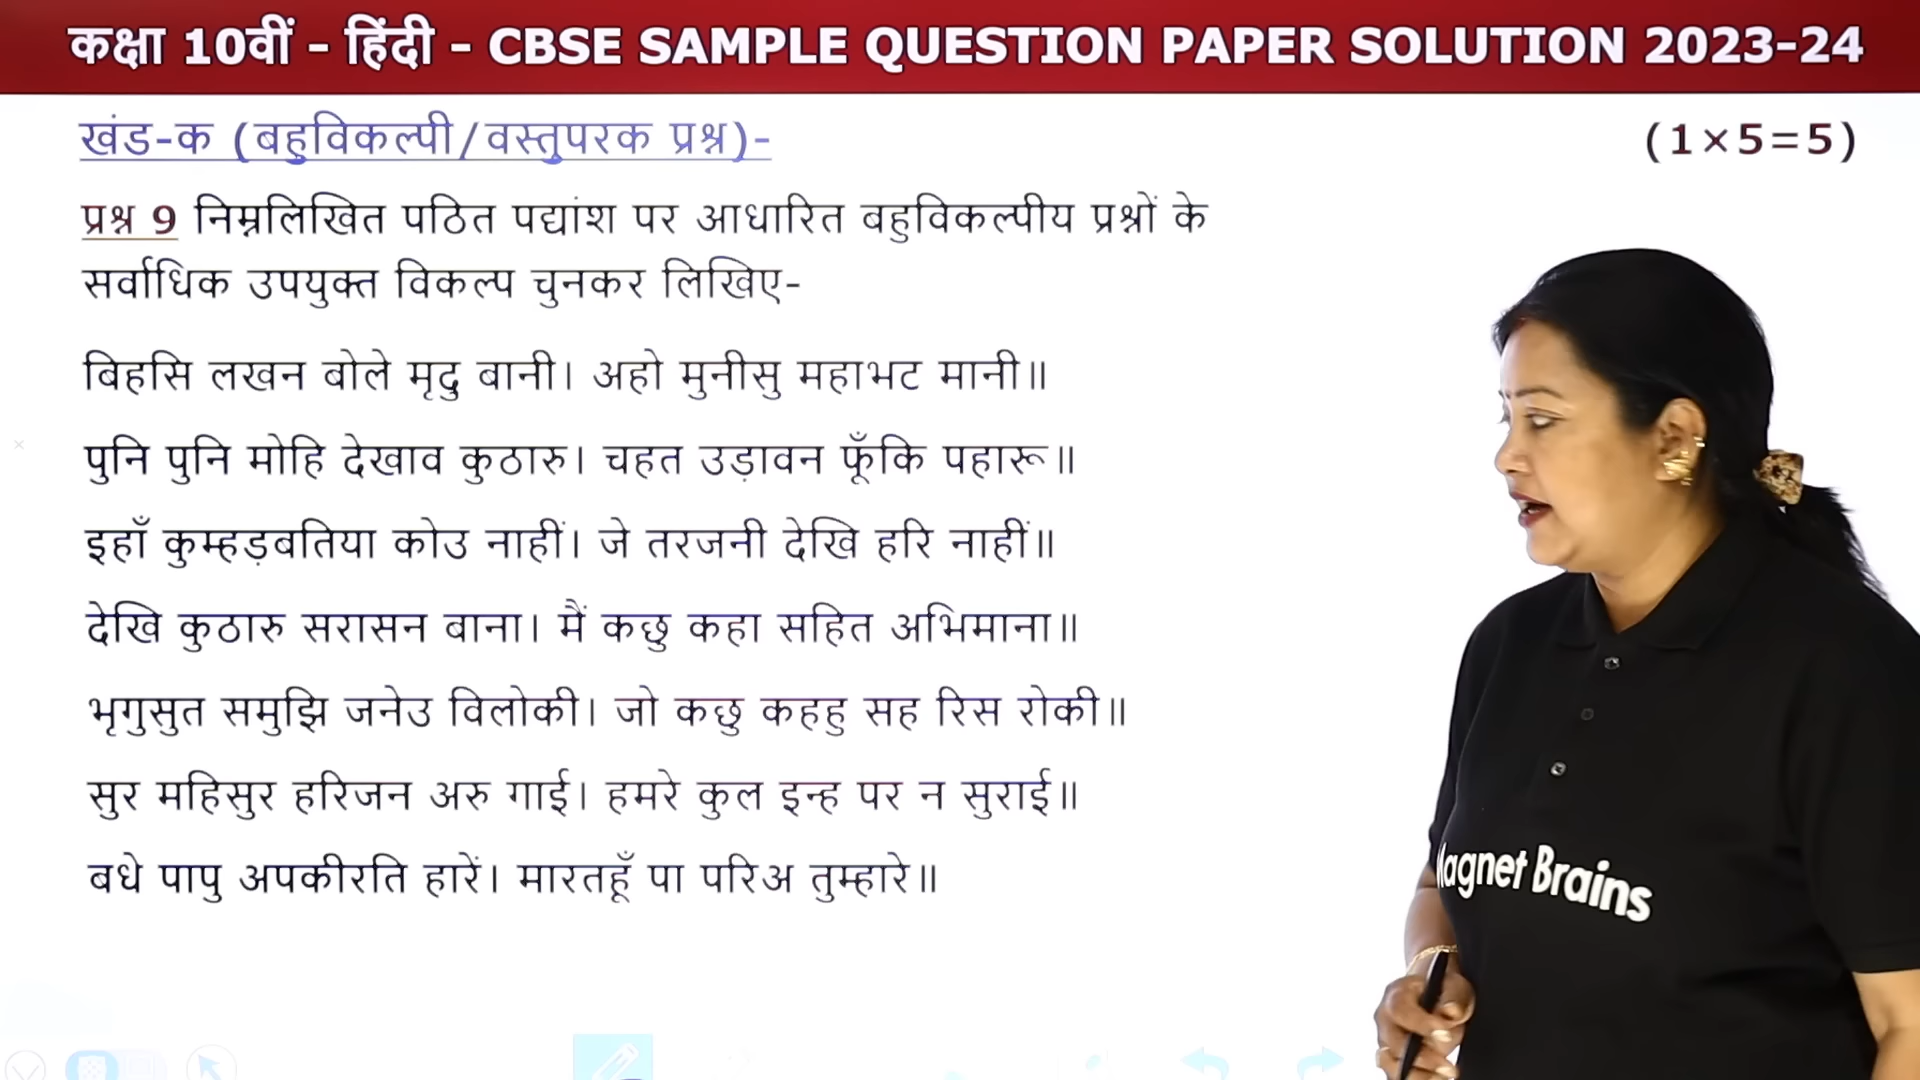 कक्षा 10वीं - हिंदी - CBSE SAMPLE QUESTION PAPER SOLUTION 2023-24
खंड-क (बहुविकल्पी/वस्तुपरक प्रश्न)-
(1×5=5)
प्रश्न 9 निम्नलिखित पठित पद्यांश पर आधारित बहुविकल्पीय प्रश्नों के
सर्वाधिक उपयुक्त विकल्प चुनकर लिखिए-
बिहसि लखन बोले मृदु बानी। अहो मुनीसु महाभट मानी॥
पुनि पुनि मोहि देखाव कुठारु। चहत उड़ावन फूँकि पहारू॥
इहाँ कुम्हड़बतिया कोउ नाहीं। जे तरजनी देखि हरि नाहीं॥
देखि कुठारु सरासन बाना। मैं कछु कहा सहित अभिमाना॥
भृगुसुत समुझि जनेउ विलोकी। जो कछु कहहु सह रिस रोकी॥
सुर महिसुर हरिजन अरु गाई। हमरे कुल इन्ह पर न सुराई॥
बधे पापु अपकीरति हारें। मारतहूँ पा परिअ तुम्हारे॥
Magnet Brains